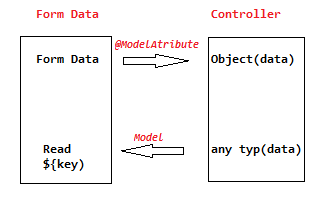 Form Data
Controller
@ModelAtribute
Form Data
Object(data)
Model
Read
${key)
any typ(data)